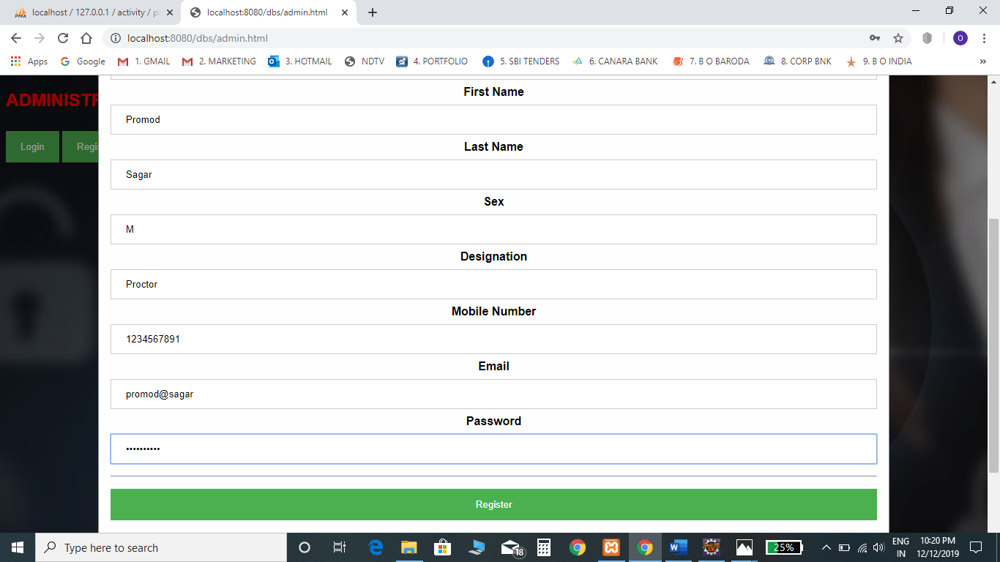 localhost / 127.0.0.1 / activity / pa
localhost:8080/dbs/admin.html
localhost:8080/dbs/admin.html
O
Apps
Google
1. GMAIL
2. MARKETING
3. HOTMAIL
NDTV
4. PORTFOLIO
5. SBI TENDERS
6. CANARA BANK
7. B O BARODA
8. CORP BNK
9. B O INDIA
»
ADMINISTR
Login
Regis
First Name
Promod
Last Name
Sagar
Sex
M
Designation
Proctor
Mobile Number
1234567891
Email
promod@sagar
Password
••••••••••
Register
Type here to search
18
25%
ENG
IN
10:20 PM
12/12/2019